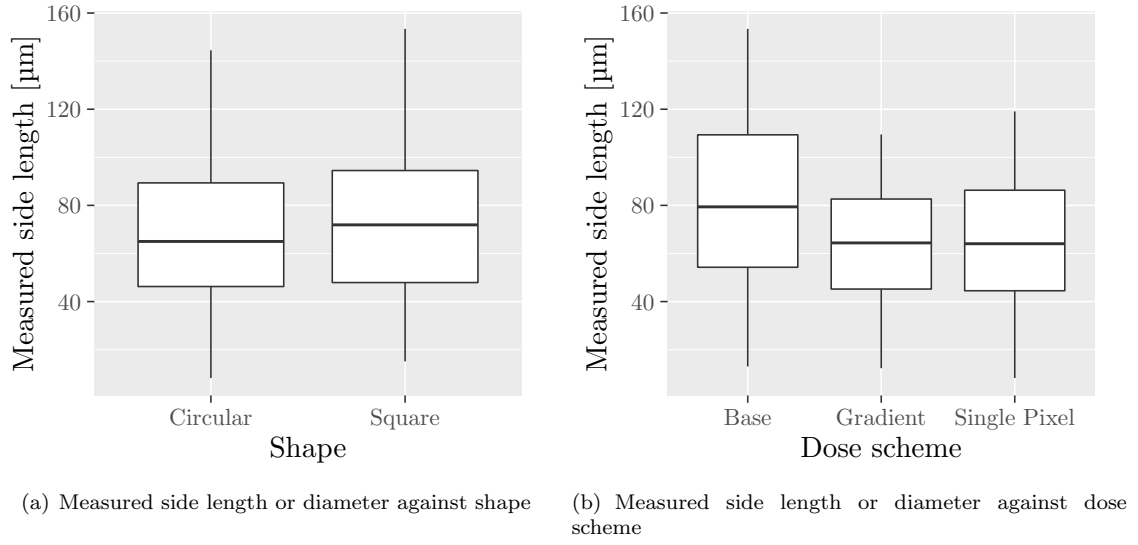 Measured side length [µm]
160
120
80
40
Circular
Square
Shape
(a) Measured side length or diameter against shape
Measured side length [µm]
160
120
80
40
Base
Gradient
Single Pixel
Dose scheme
(b) Measured side length or diameter against dose
scheme